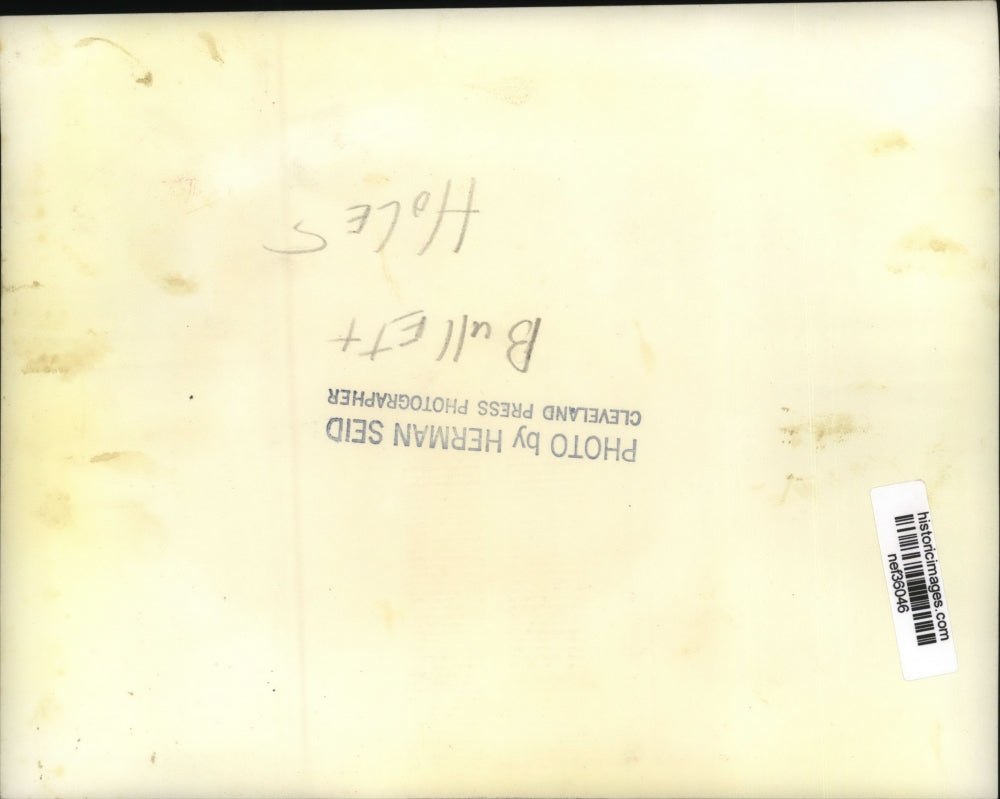 PHOTO by HERMAN SEID
CLEVELAND PRESS PHOTOGRAPHER
BullEtt
HolES
historicimages.com
nef36046